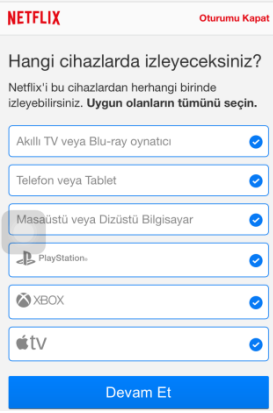 NETFLIX
Oturumu Kapat
Hangi cihazlarda izleyeceksiniz?
Netflix'i bu cihazlardan herhangi birinde
izleyebilirsiniz. Uygun olanların tümünü seçin.
Akıllı TV veya Blu-ray oynatıcı
Telefon veya Tablet
Masaüstü veya Dizüstü Bilgisayar
PlayStation®
XBOX
tv
Devam Et